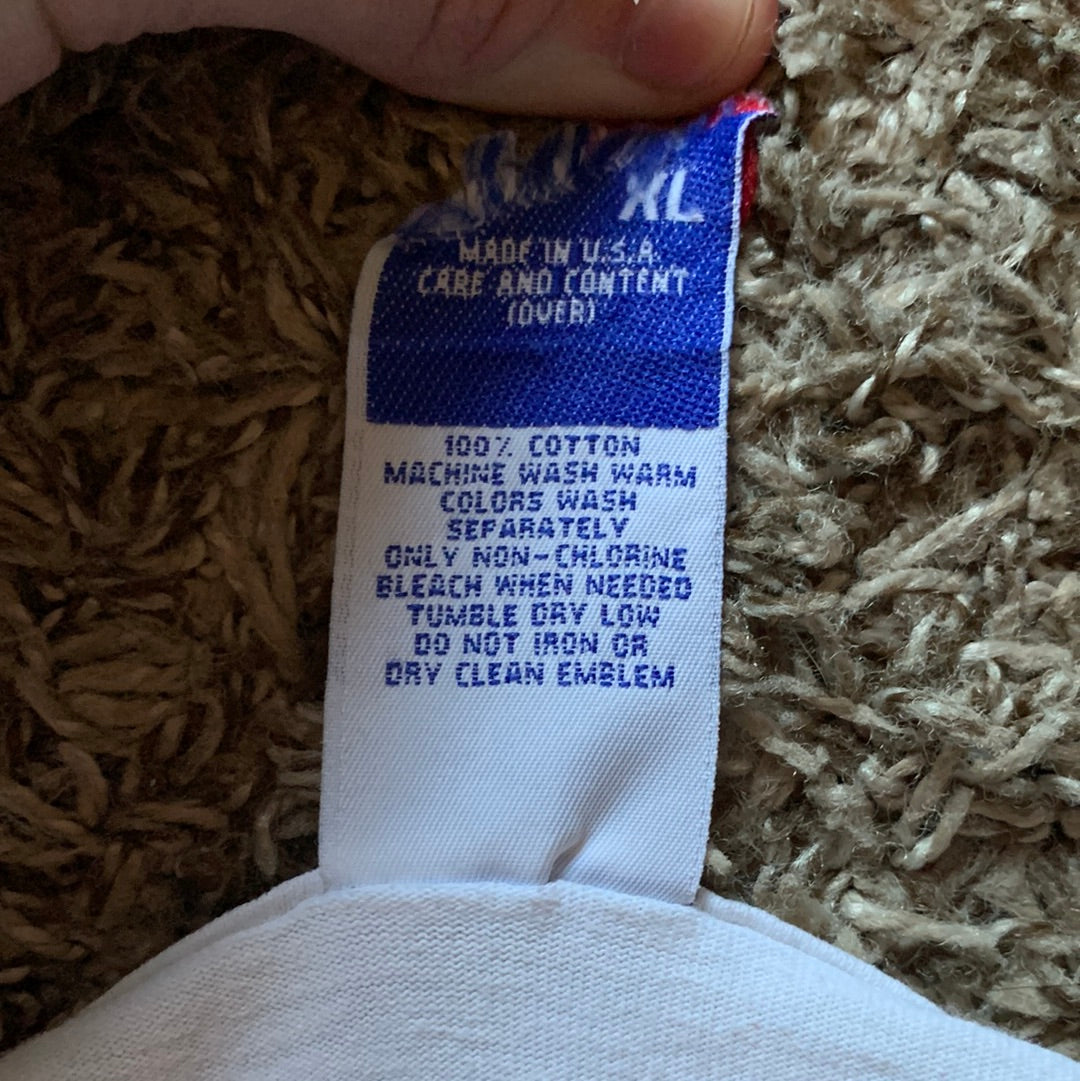 XL
MADE IN U.S.A.
CARE AND CONTENT
(OVER)
100% COTTON
MACHINE WASH WARM
COLORS WASH
SEPARATELY
ONLY NON-CHLORINE
BLEACH WHEN NEEDED
TUMBLE DRY LOW
DO NOT IRON OR
DRY CLEAN EMBLEM